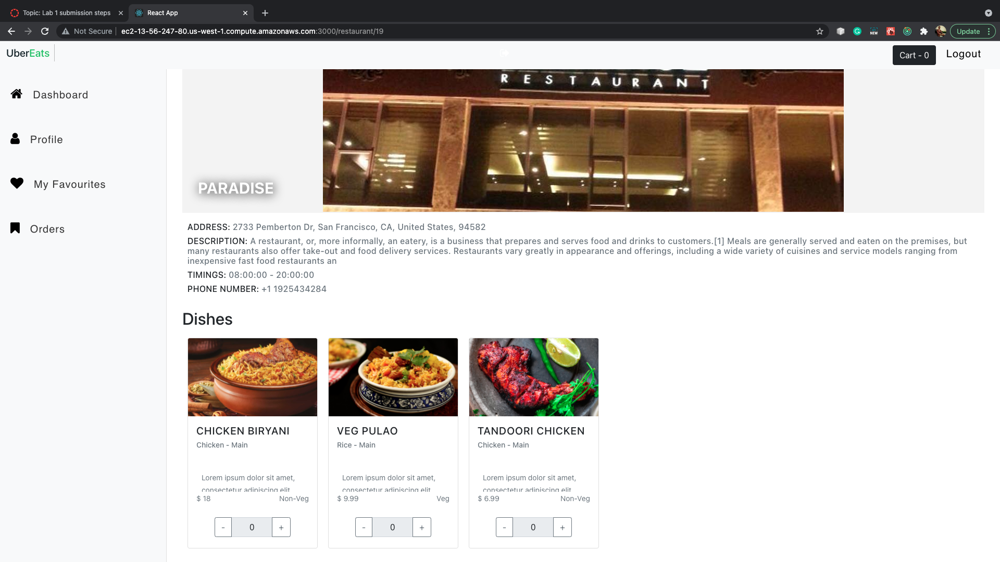 Topic: Lab 1 submission steps
React App
Not Secure
ec2-13-56-247-80.us-west-1.compute.amazonaws.com:3000/restaurant/19
NEW
Update
UberEats
Cart - 0
Logout
Dashboard
Profile
My Favourites
Orders
RESTAURANT
PARADISE
ADDRESS: 2733 Pemberton Dr, San Francisco, CA, United States, 94582
DESCRIPTION: A restaurant, or, more informally, an eatery, is a business that prepares and serves food and drinks to customers.[1] Meals are generally served and eaten on the premises, but
many restaurants also offer take-out and food delivery services. Restaurants vary greatly in appearance and offerings, including a wide variety of cuisines and service models ranging from
inexpensive fast food restaurants an
TIMINGS: 08:00:00 - 20:00:00
PHONE NUMBER: +1 1925434284
Dishes
CHICKEN BIRYANI
Chicken - Main
Lorem ipsum dolor sit amet,
consectetur adipiscing elit
$ 18 Non-Veg
- 0 +
VEG PULAO
Rice - Main
Lorem ipsum dolor sit amet,
consectetur adipiscing elit
$ 9.99 Veg
- 0 +
TANDOORI CHICKEN
Chicken - Main
Lorem ipsum dolor sit amet,
consectetur adipiscing elit
$ 6.99 Non-Veg
- 0 +